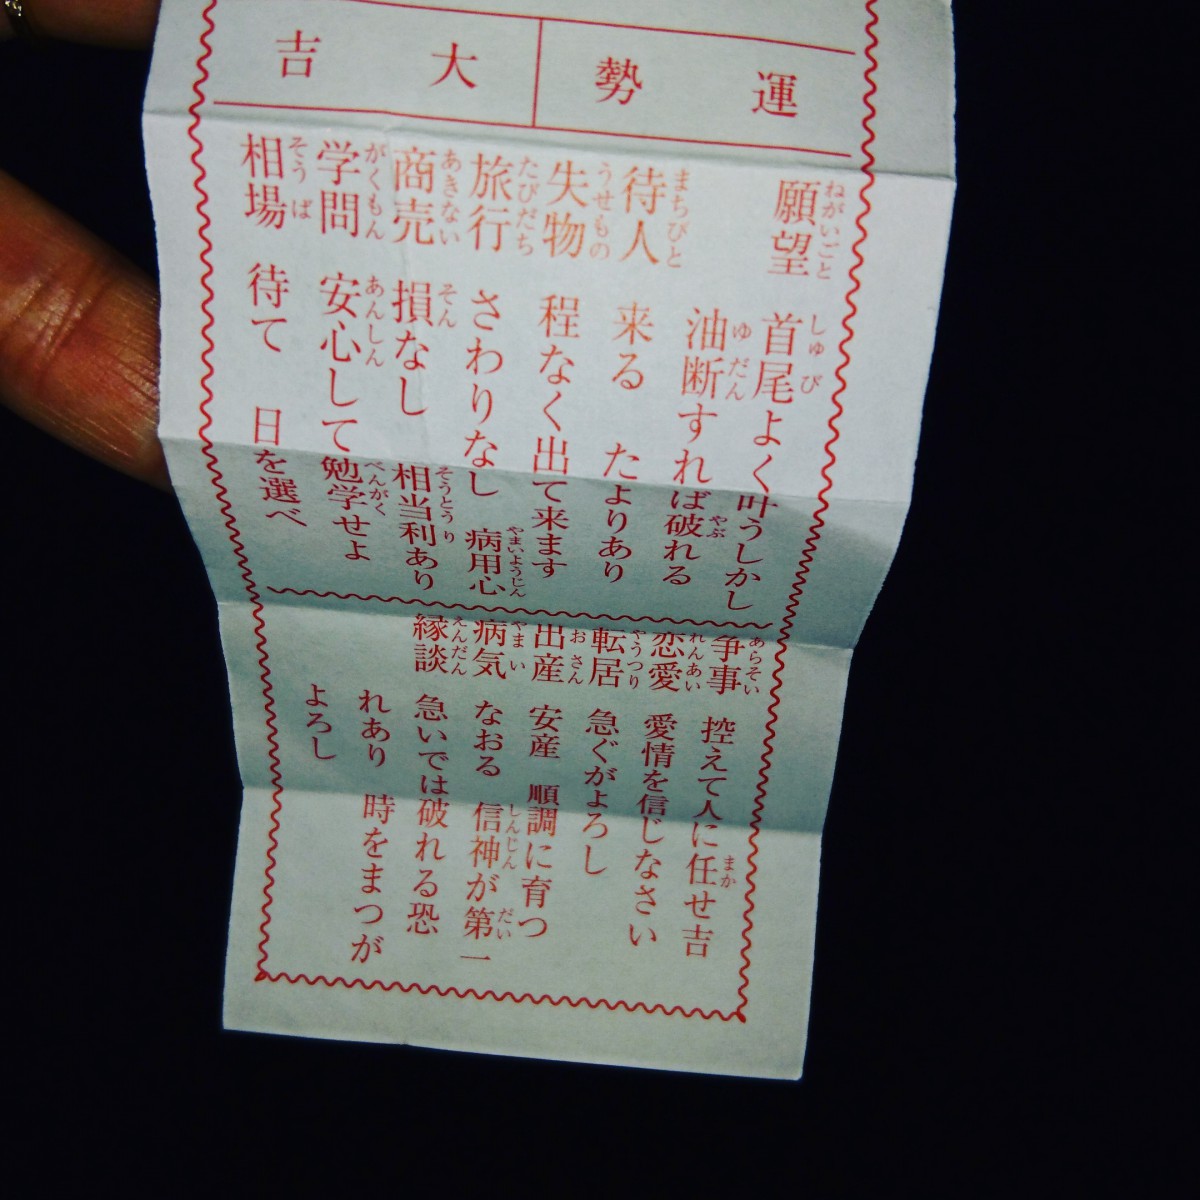 運勢
大吉
願望 首尾よく叶うしかし
油断すれば破れる
待人 来る たよりあり
失物 程なく出て来ます
旅行 さわりなし 病用心
商売 損なし 相当利あり
学問 安心して勉学せよ
相場 待て 日を選べ
争事 控えて人に任せ吉
恋愛 愛情を信じなさい
転居 急ぐがよろし
出産 安産 順調に育つ
病気 なおる 信神が第一
縁談 急いでは破れる恐
れあり 時をまつが
よろし